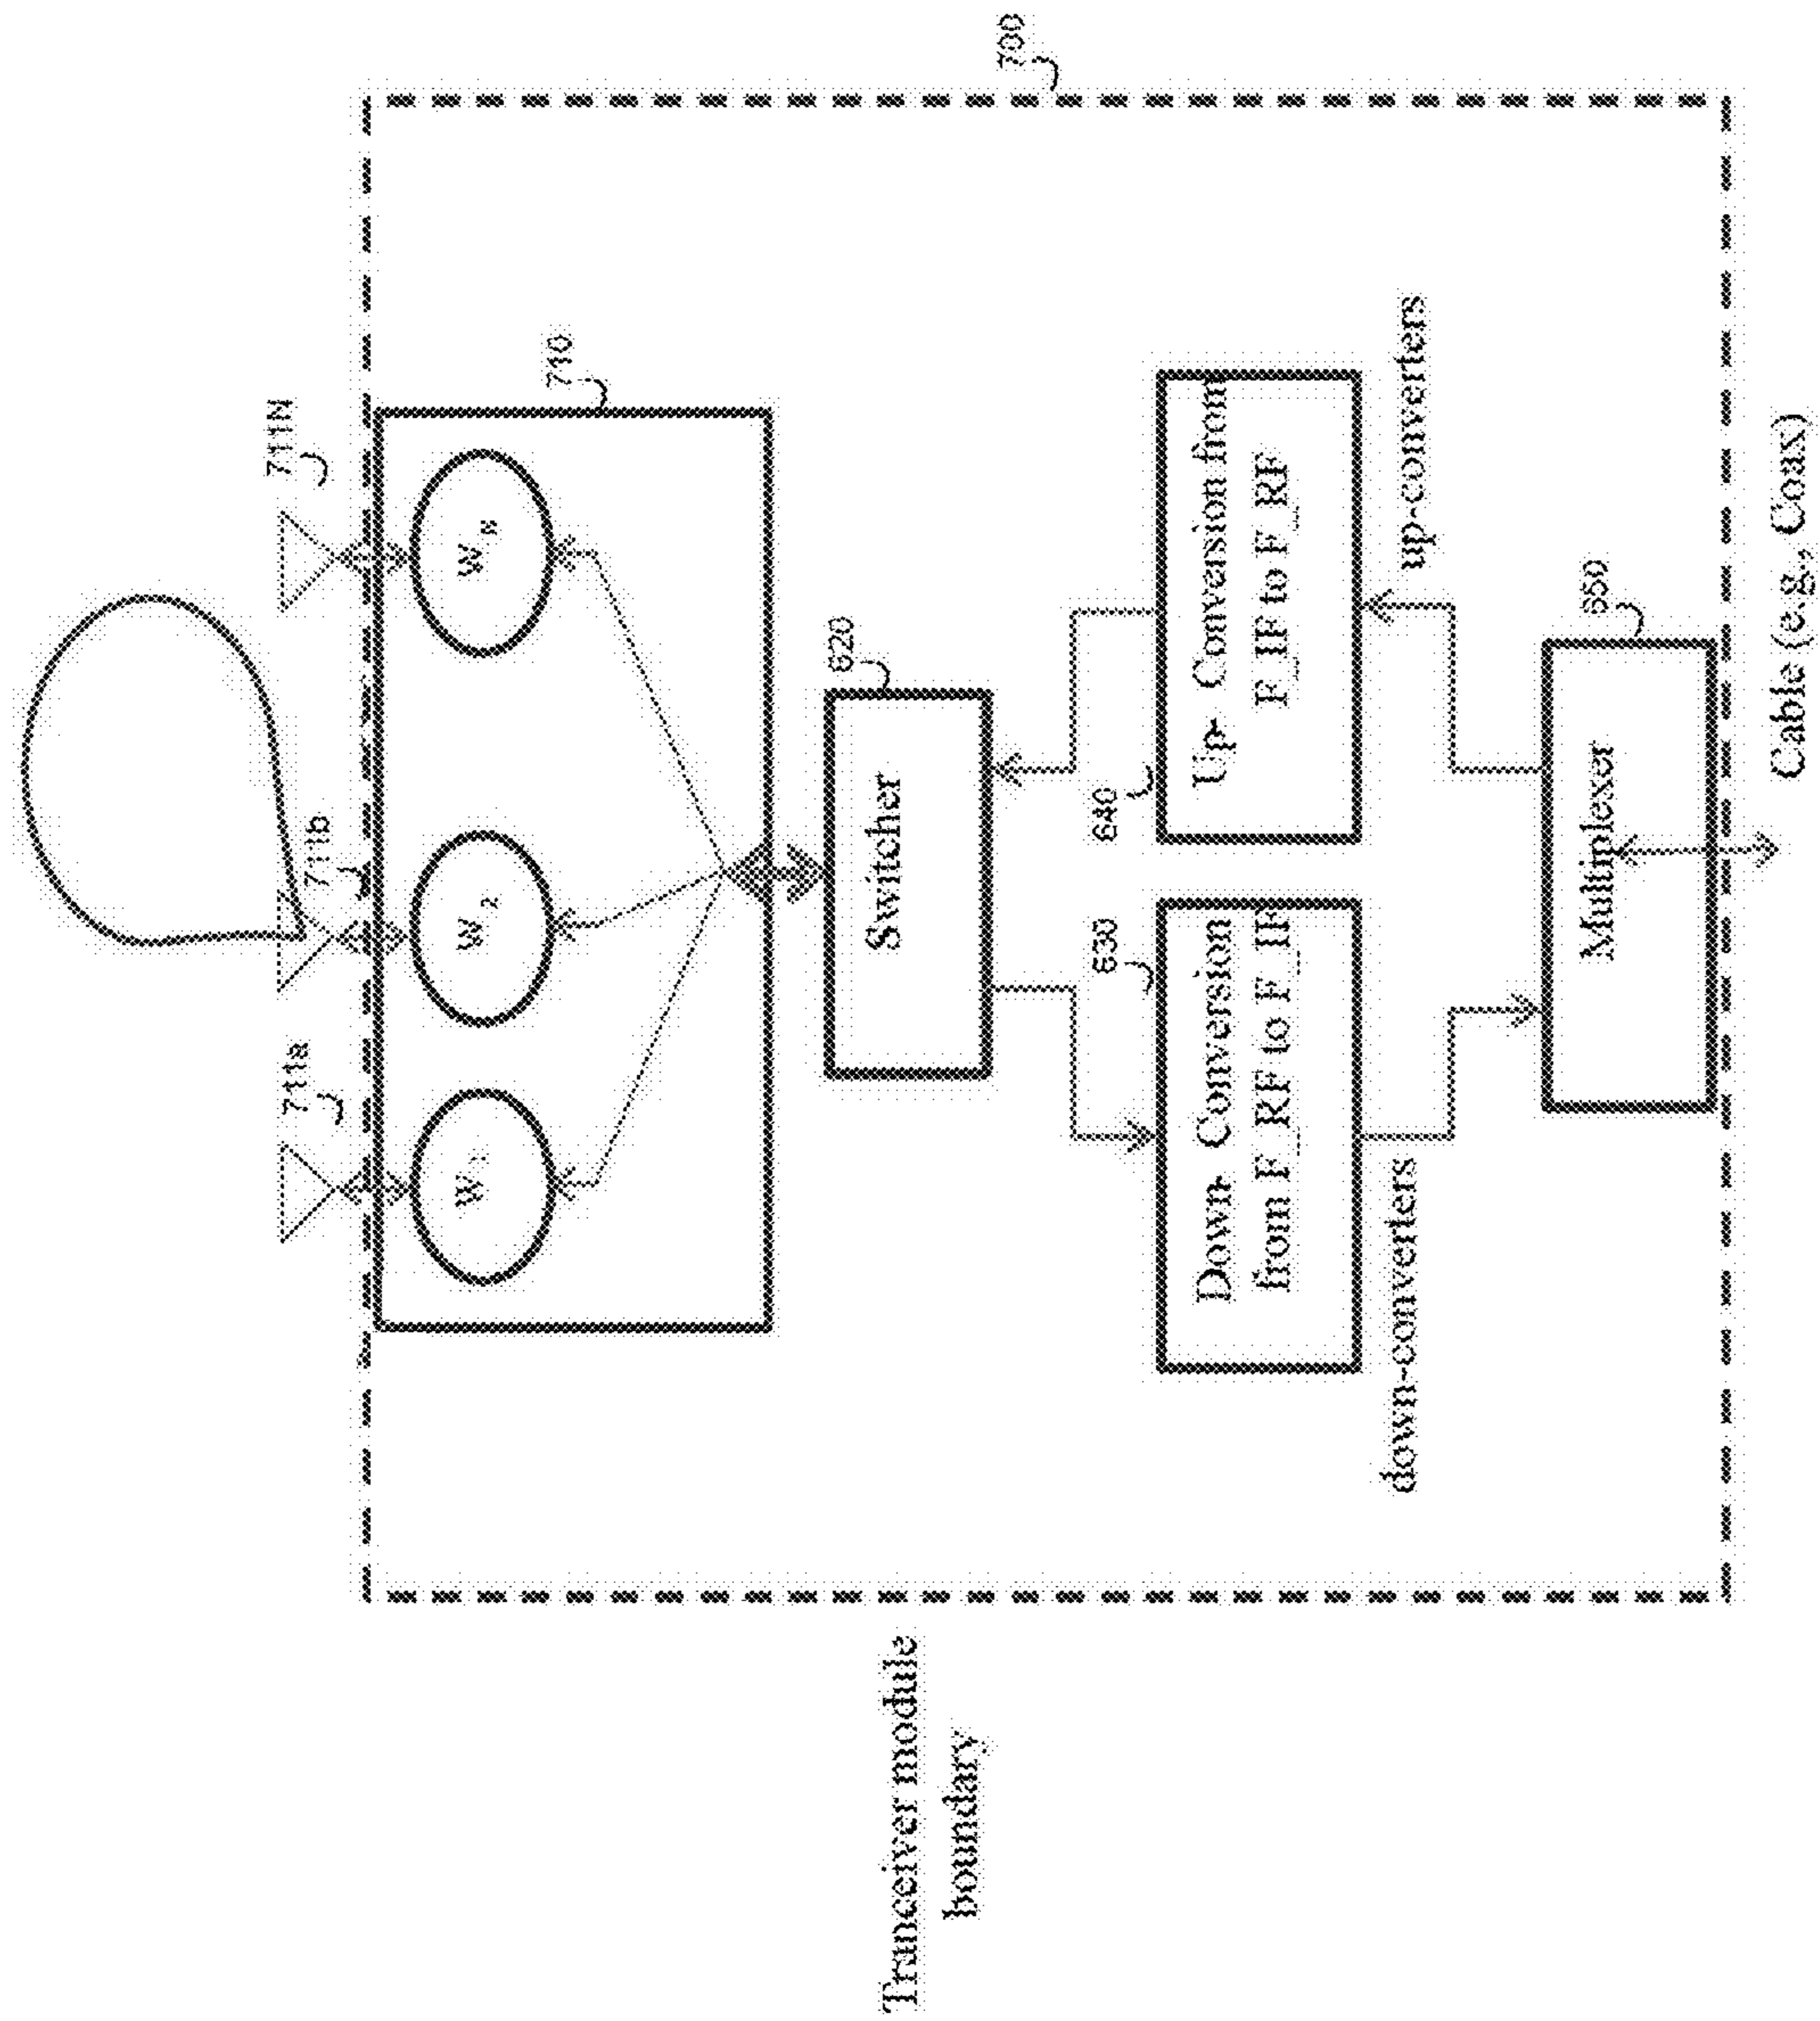 711a
711b
711N
700
W 1
W 2
W N
710
620
Switcher
630
640
Down- Conversion
from F_RF to F_IF
Up- Conversion from
F_IF to F_RF
down-converters
up-converters
650
Multiplexer
Cable (e.g., Coax)
Tranceiver module
boundary